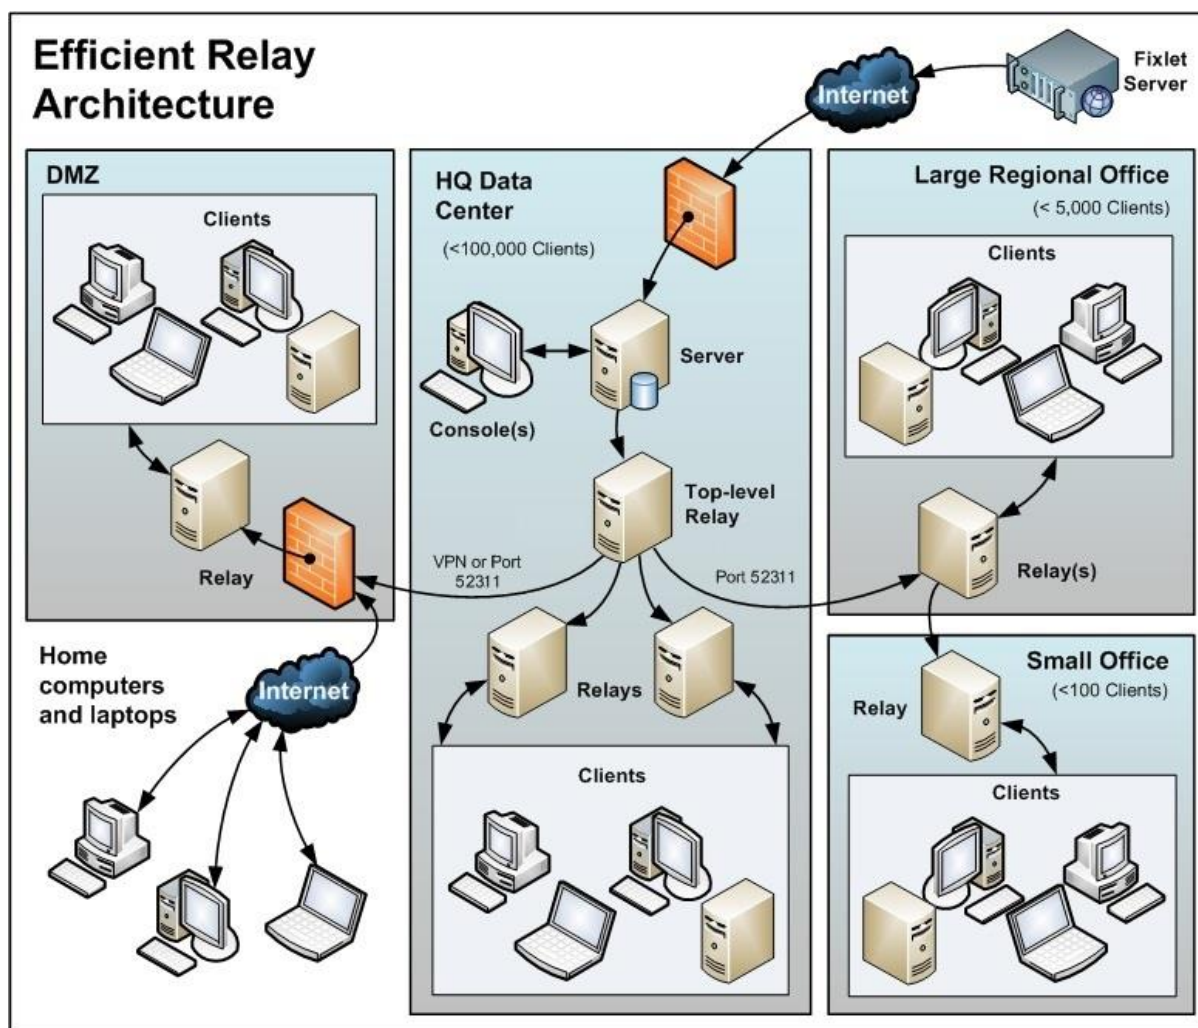 Efficient Relay
Architecture
Fixlet
Server
Internet
DMZ
Clients
Relay
HQ Data
Center
(<100,000 Clients)
Server
Console(s)
Top-level
Relay
VPN or Port
52311
Port 52311
Relays
Clients
Large Regional Office
(< 5,000 Clients)
Clients
Relay(s)
Small Office
(<100 Clients)
Relay
Clients
Home
computers
and laptops
Internet